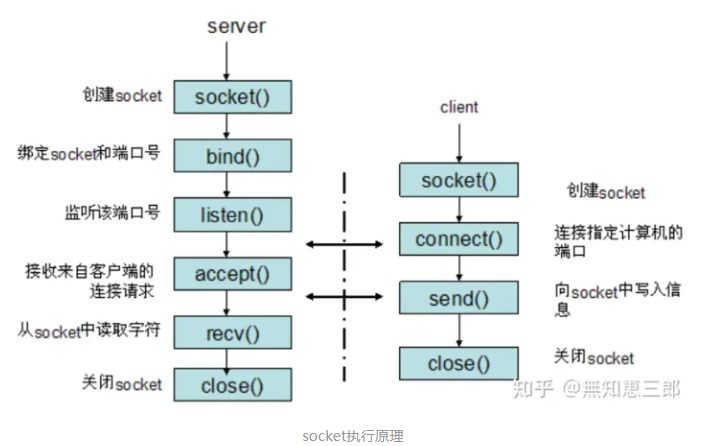 server
创建socket
socket()
绑定socket和端口号
bind()
监听该端口号
listen()
接收来自客户端的
连接请求
accept()
从socket中读取字符
recv()
关闭socket
close()
client
socket()
创建socket
connect()
连接指定计算机的
端口
send()
向socket中写入信
息
close()
关闭socket
知乎 @無知恵三郎
socket执行原理